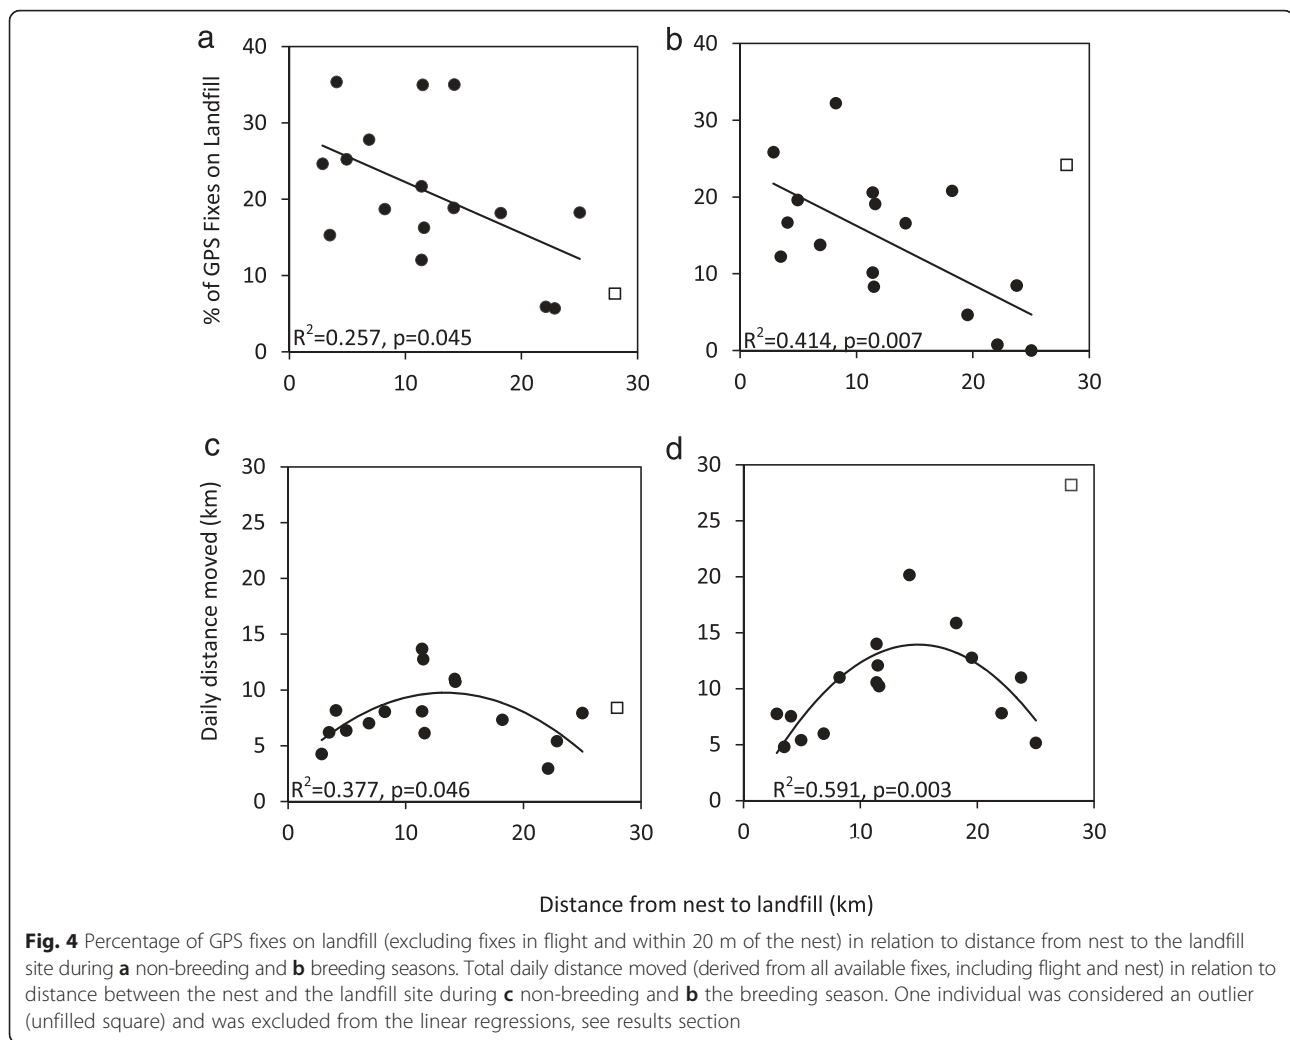 a
b
40
30
20
10
0
% of GPS Fixes on Landfill
R²=0.257, p=0.045
0 10 20 30
40
30
20
10
0
R²=0.414, p=0.007
0 10 20 30
c
d
30
25
20
15
10
5
0
Daily distance moved (km)
R²=0.377, p=0.046
0 10 20 30
30
25
20
15
10
5
0
R²=0.591, p=0.003
0 10 20 30
Distance from nest to landfill (km)
Fig. 4 Percentage of GPS fixes on landfill (excluding fixes in flight and within 20 m of the nest) in relation to distance from nest to the landfill
site during a non-breeding and b breeding seasons. Total daily distance moved (derived from all available fixes, including flight and nest) in relation to
distance between the nest and the landfill site during c non-breeding and b the breeding season. One individual was considered an outlier
(unfilled square) and was excluded from the linear regressions, see results section